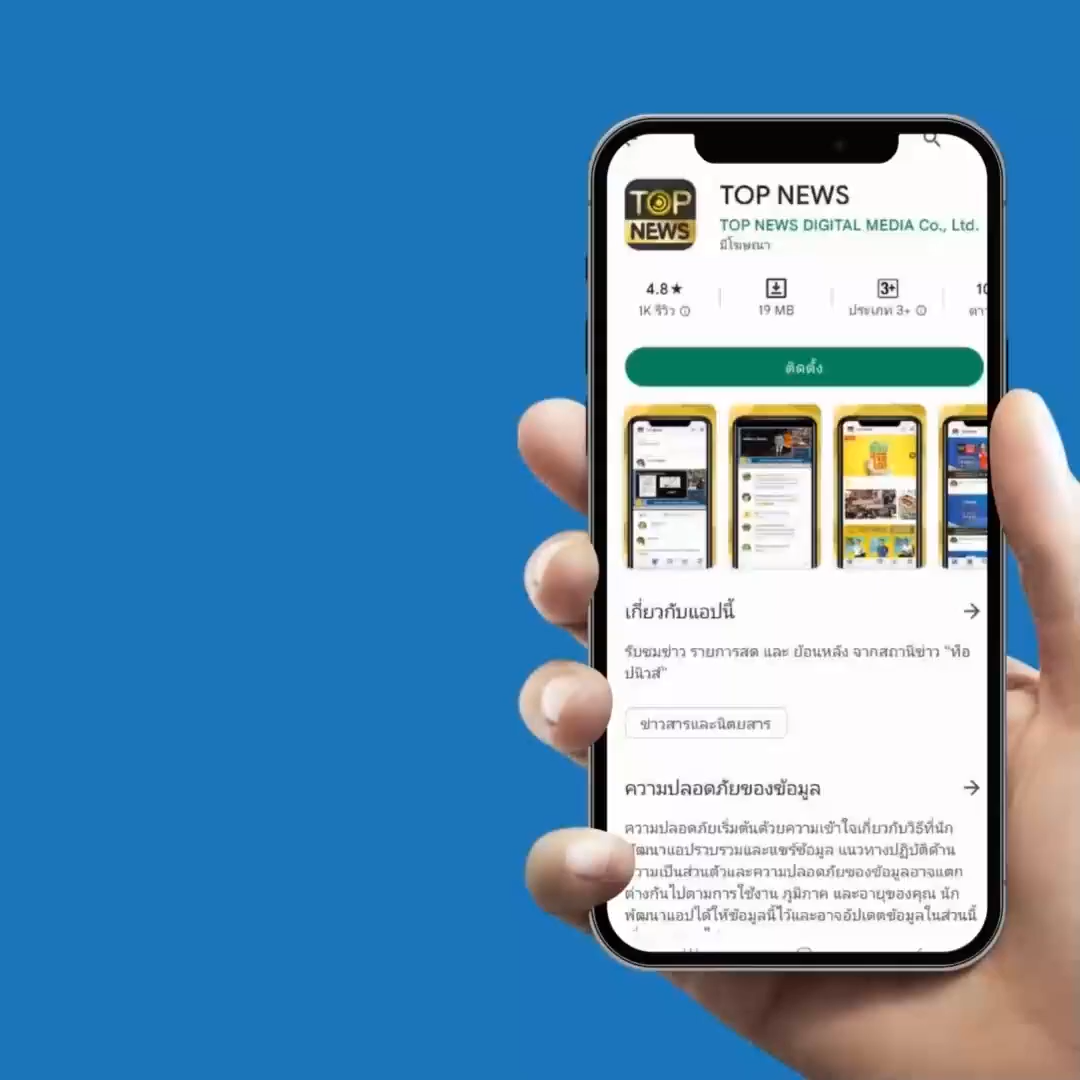 TOP
NEWS
TOP NEWS
TOP NEWS DIGITAL MEDIA Co., Ltd.
มีโฆษณา
4.8★
1K รีวิว
19 MB
3+
ประเภท 3+
ติดตั้ง
เกี่ยวกับแอปนี้
รับชมข่าว รายการสด และ ย้อนหลัง จากสถานีข่าว "ท็อ
ปนิวส์"
ข่าวสารและนิตยสาร
ความปลอดภัยของข้อมูล
ความปลอดภัยเริ่มต้นด้วยความเข้าใจเกี่ยวกับวิธีที่นัก
พัฒนาแอปรวบรวมและแชร์ข้อมูล แนวทางปฏิบัติด้าน
ความเป็นส่วนตัวและความปลอดภัยของข้อมูลอาจแตก
ต่างกันไปตามการใช้งาน ภูมิภาค และอายุของคุณ นัก
พัฒนาแอปได้ให้ข้อมูลนี้ไว้และอาจอัปเดตข้อมูลในส่วนนี้